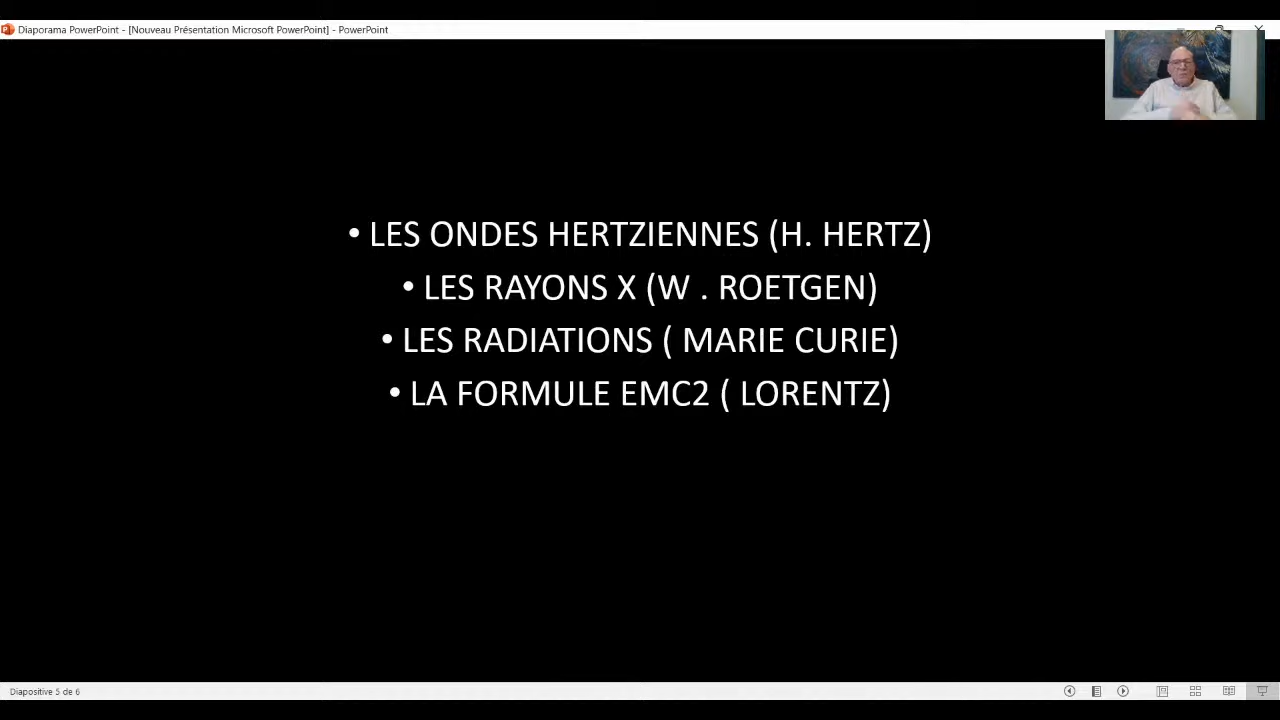 Diaporama PowerPoint - [Nouveau Présentation Microsoft PowerPoint] - PowerPoint
• LES ONDES HERTZIENNES (H. HERTZ)
• LES RAYONS X (W . ROETGEN)
• LES RADIATIONS ( MARIE CURIE)
• LA FORMULE EMC2 ( LORENTZ)
Diapositive 5 de 6